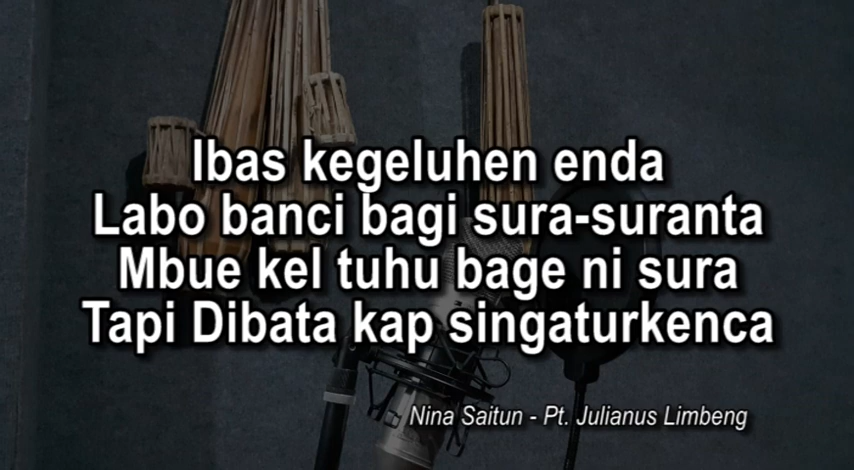 Ibas kegeluhen enda
Labo banci bagi sura-suranta
Mbue kel tuhu bage ni sura
Tapi Dibata kap singaturkenca
Nina Saitun - Pt. Julianus Limbeng